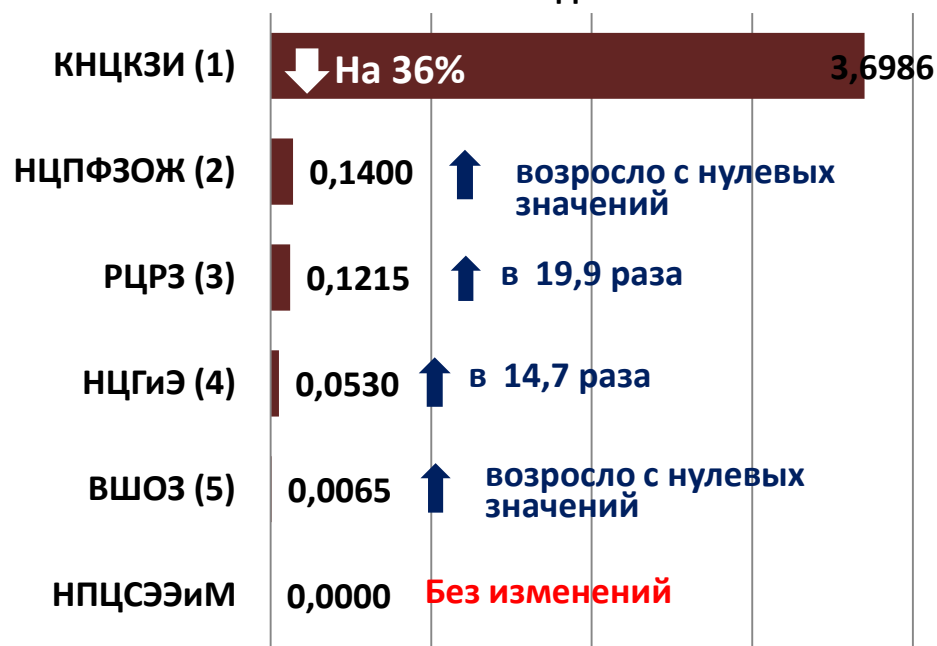 КНЦКЗИ (1) На 36% 3,6986
НЦПФЗОЖ (2) 0,1400 возросло с нулевых
значений
РЦРЗ (3) 0,1215 в 19,9 раза
НЦГиЭ (4) 0,0530 в 14,7 раза
ВШОЗ (5) 0,0065 возросло с нулевых
значений
НПЦСЭЭиМ 0,0000 Без изменений